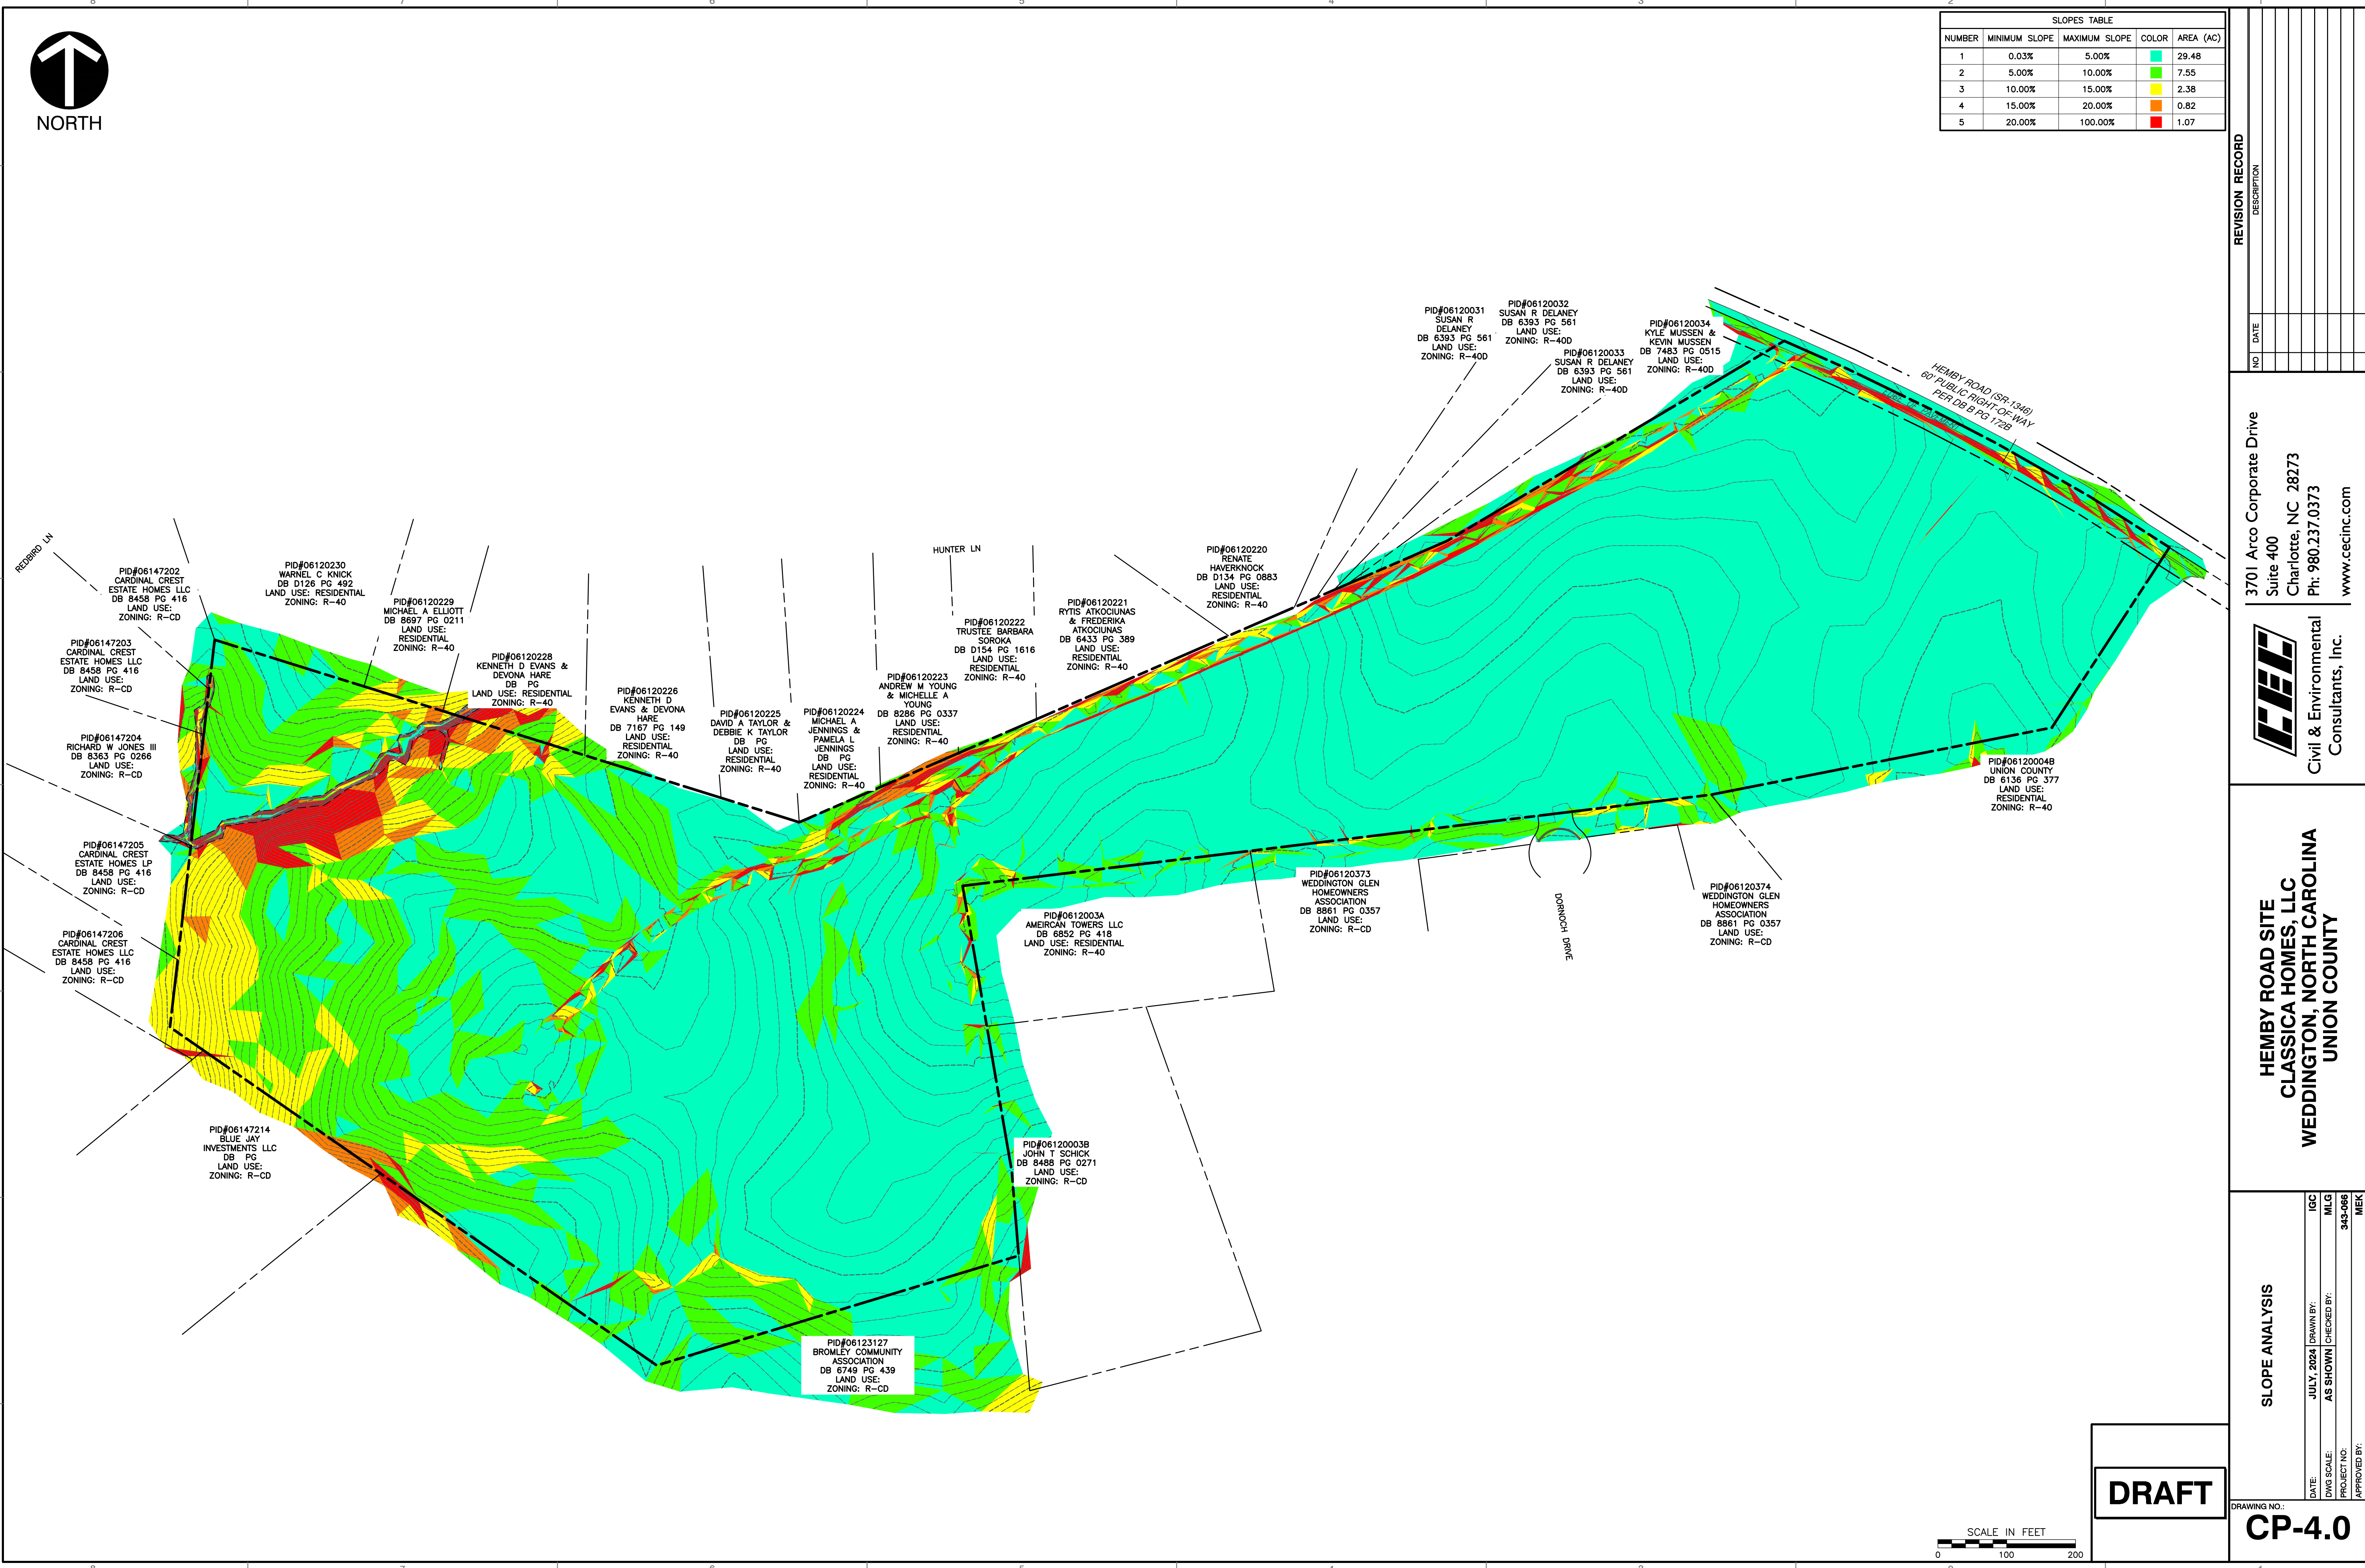 NORTH
SLOPES TABLE
NUMBER MINIMUM SLOPE MAXIMUM SLOPE COLOR AREA (AC)
1 0.03% 5.00% 29.48
2 5.00% 10.00% 7.55
3 10.00% 15.00% 2.38
4 15.00% 20.00% 0.82
5 20.00% 100.00% 1.07
PID#06120031
SUSAN R
DELANEY
DB 6393 PG 561
LAND USE:
ZONING: R-40D
PID#06120032
SUSAN R DELANEY
DB 6393 PG 561
LAND USE:
ZONING: R-40D
PID#06120033
SUSAN R DELANEY
DB 6393 PG 561
LAND USE:
ZONING: R-40D
PID#06120034
KYLE MUSSEN &
KEVIN MUSSEN
DB 7483 PG 0515
LAND USE:
ZONING: R-40D
HEMBY ROAD (SR-1346)
60' PUBLIC RIGHT-OF-WAY
PER DB B PG 172B
REDBIRD LN
PID#06147202
CARDINAL CREST
ESTATE HOMES LLC
DB 8458 PG 416
LAND USE:
ZONING: R-CD
PID#06120230
WARNEL C KNICK
DB D126 PG 492
LAND USE: RESIDENTIAL
ZONING: R-40
PID#06120229
MICHAEL A ELLIOTT
DB 8697 PG 0211
LAND USE:
RESIDENTIAL
ZONING: R-40
PID#06120228
KENNETH D EVANS &
DEVONA HARE
DB PG
LAND USE: RESIDENTIAL
ZONING: R-40
PID#06120226
KENNETH D
EVANS & DEVONA
HARE
DB 7167 PG 149
LAND USE:
RESIDENTIAL
ZONING: R-40
PID#06120225
DAVID A TAYLOR &
DEBBIE K TAYLOR
DB PG
LAND USE:
RESIDENTIAL
ZONING: R-40
PID#06120224
MICHAEL A
JENNINGS &
PAMELA L
JENNINGS
DB PG
LAND USE:
RESIDENTIAL
ZONING: R-40
PID#06120223
ANDREW M YOUNG
& MICHELLE A
YOUNG
DB 8286 PG 0337
LAND USE:
RESIDENTIAL
ZONING: R-40
HUNTER LN
PID#06120222
TRUSTEE BARBARA
SOROKA
DB D154 PG 1616
LAND USE:
RESIDENTIAL
ZONING: R-40
PID#06120221
RYTIS ATKOCIUNAS
& FREDERIKA
ATKOCIUNAS
DB 6433 PG 389
LAND USE:
RESIDENTIAL
ZONING: R-40
PID#06120220
RENATE
HAVERKNOCK
DB D134 PG 0883
LAND USE:
RESIDENTIAL
ZONING: R-40
PID#06147203
CARDINAL CREST
ESTATE HOMES LLC
DB 8458 PG 416
LAND USE:
ZONING: R-CD
PID#06147204
RICHARD W JONES III
DB 8363 PG 0266
LAND USE:
ZONING: R-CD
PID#06147205
CARDINAL CREST
ESTATE HOMES LP
DB 8458 PG 416
LAND USE:
ZONING: R-CD
PID#06147206
CARDINAL CREST
ESTATE HOMES LLC
DB 8458 PG 416
LAND USE:
ZONING: R-CD
PID#06147214
BLUE JAY
INVESTMENTS LLC
DB PG
LAND USE:
ZONING: R-CD
PID#06120004B
UNION COUNTY
DB 6136 PG 377
LAND USE:
RESIDENTIAL
ZONING: R-40
PID#06120373
WEDDINGTON GLEN
HOMEOWNERS
ASSOCIATION
DB 8861 PG 0357
LAND USE:
ZONING: R-CD
DORNOCH DRIVE
PID#06120374
WEDDINGTON GLEN
HOMEOWNERS
ASSOCIATION
DB 8861 PG 0357
LAND USE:
ZONING: R-CD
PID#0612003A
AMEIRCAN TOWERS LLC
DB 6852 PG 418
LAND USE: RESIDENTIAL
ZONING: R-40
PID#06120003B
JOHN T SCHICK
DB 8488 PG 0271
LAND USE:
ZONING: R-CD
PID#06123127
BROMLEY COMMUNITY
ASSOCIATION
DB 6749 PG 439
LAND USE:
ZONING: R-CD
SCALE IN FEET
0 100 200
DRAFT
REVISION RECORD
NO DATE DESCRIPTION
3701 Arco Corporate Drive
Suite 400
Charlotte, NC 28273
Ph: 980.237.0373
www.cecinc.com
CEC
Civil & Environmental
Consultants, Inc.
HEMBY ROAD SITE
CLASSICA HOMES, LLC
WEDDINGTON, NORTH CAROLINA
UNION COUNTY
SLOPE ANALYSIS
DATE: JULY, 2024 DRAWN BY: IGC
DWG SCALE: AS SHOWN CHECKED BY: MLG
PROJECT NO: 343-066
APPROVED BY: MEK
DRAWING NO.:
CP-4.0